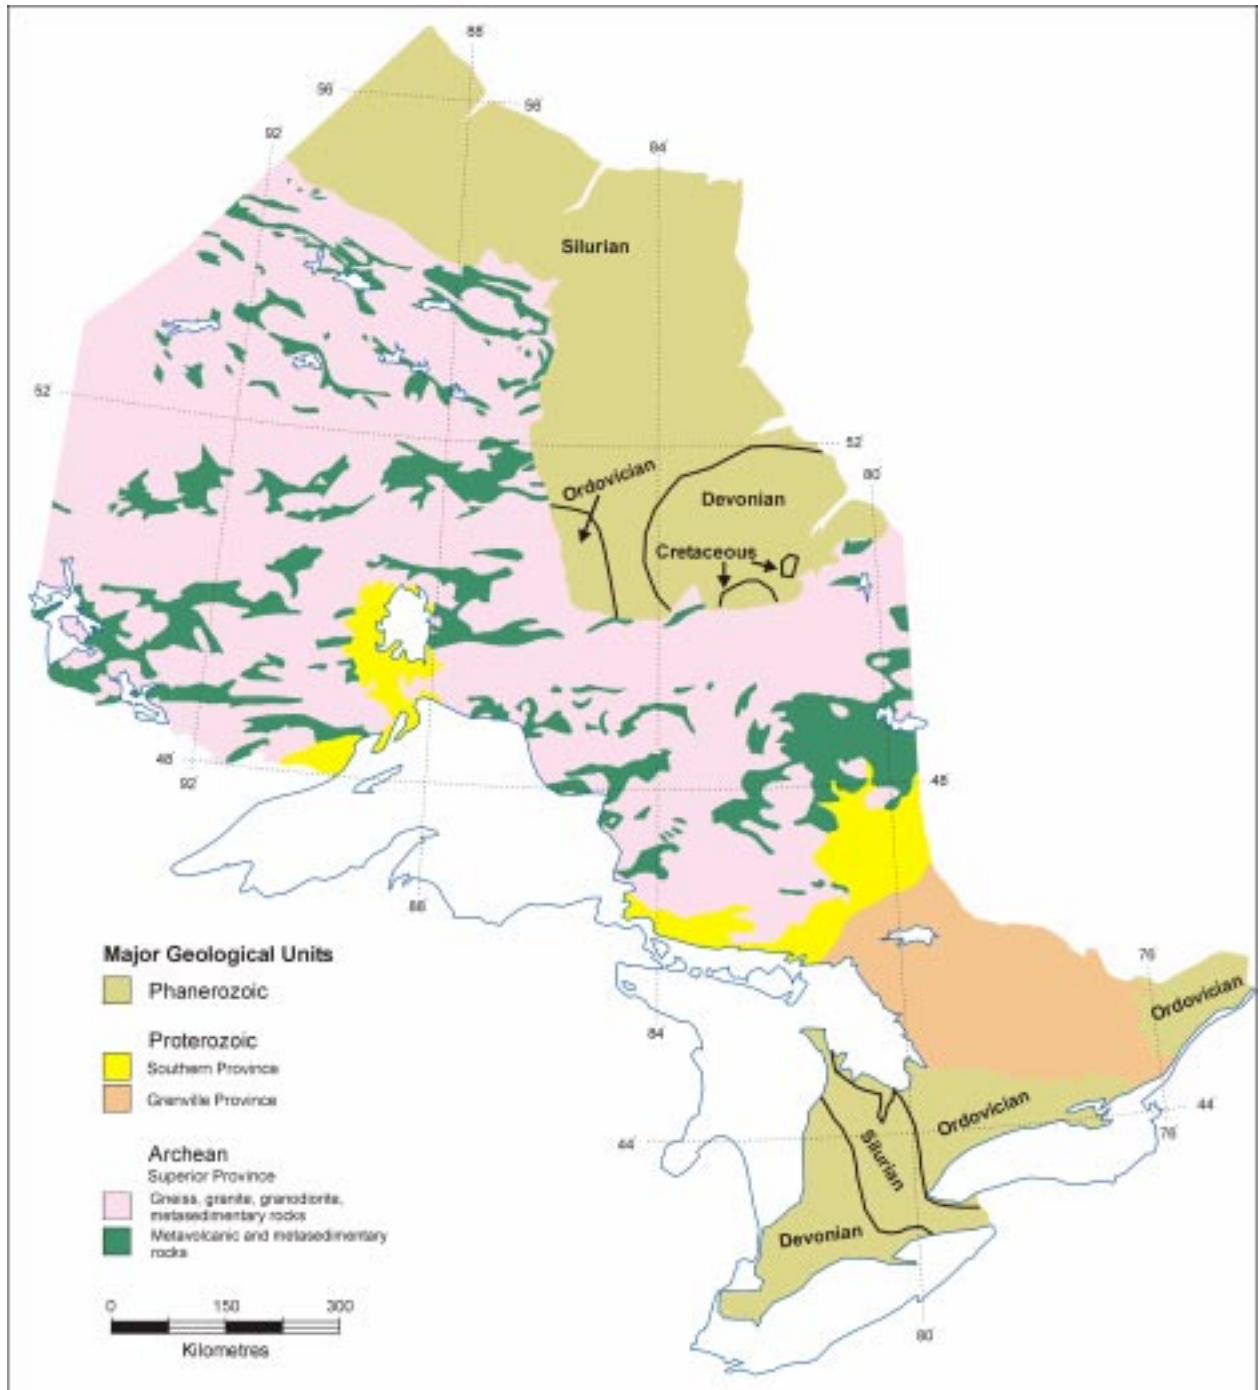 88°
56°
56°
92°
84°
Silurian
52°
52°
80°
Ordovician
Devonian
Cretaceous
48°
92°
48°
88°
Major Geological Units
Phanerozoic
76°
Ordovician
Proterozoic
Southern Province
Grenville Province
84°
44°
Ordovician
76°
44°
Silurian
Archean
Superior Province
Gneiss, granite, granodiorite,
metasedimentary rocks
Metavolcanic and metasedimentary
rocks
Devonian
0 150 300
Kilometres
80°